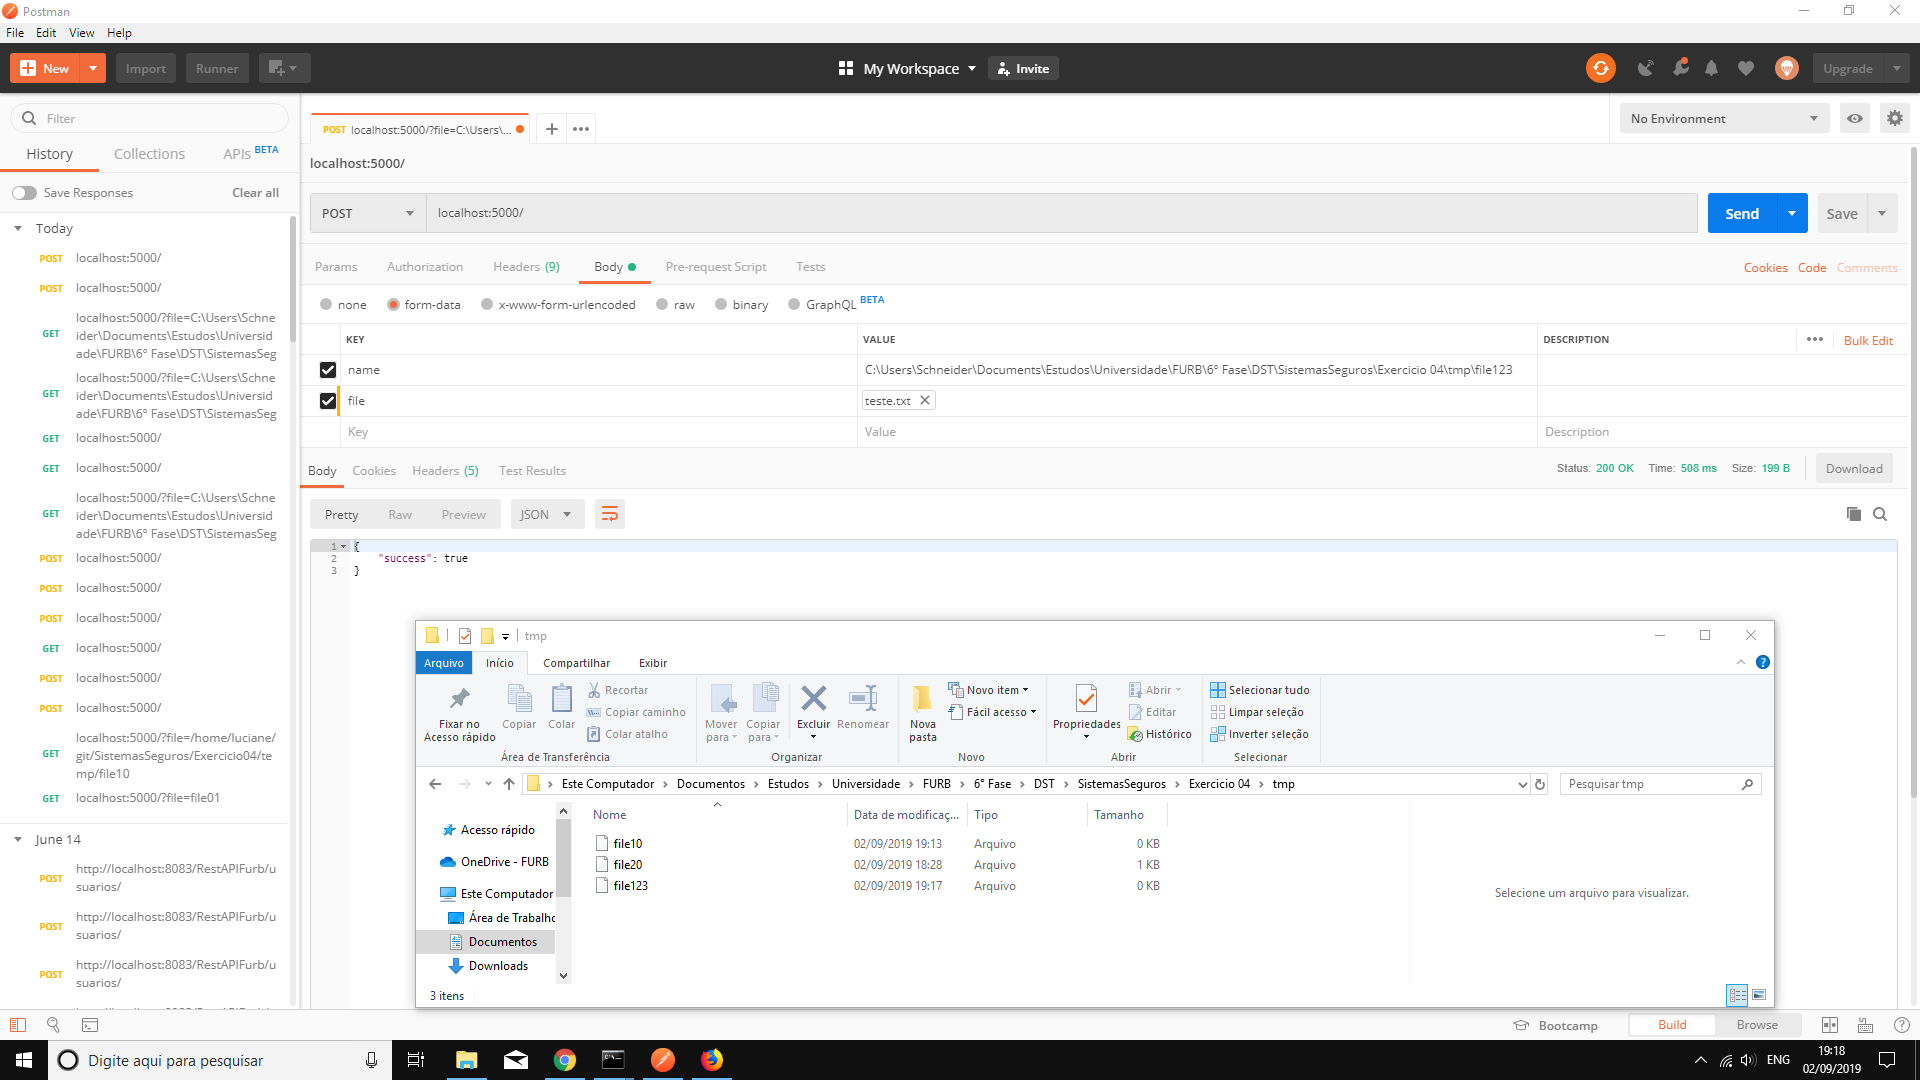 Postman
File Edit View Help
New Import Runner My Workspace Invite Upgrade
Filter
History Collections APIs BETA
Save Responses Clear all
Today
POST localhost:5000/
POST localhost:5000/
GET localhost:5000/?file=C:\Users\Schne
ider\Documents\Estudos\Universid
ade\FURB\6° Fase\DST\SistemasSeg
GET localhost:5000/?file=C:\Users\Schne
ider\Documents\Estudos\Universid
ade\FURB\6° Fase\DST\SistemasSeg
GET localhost:5000/
GET localhost:5000/
GET localhost:5000/?file=C:\Users\Schne
ider\Documents\Estudos\Universid
ade\FURB\6° Fase\DST\SistemasSeg
POST localhost:5000/
POST localhost:5000/
POST localhost:5000/
GET localhost:5000/
POST localhost:5000/
POST localhost:5000/
GET localhost:5000/?file=/home/luciane/
git/SistemasSeguros/Exercicio04/te
mp/file10
GET localhost:5000/?file=file01
June 14
POST http://localhost:8083/RestAPIFurb/u
suarios/
POST http://localhost:8083/RestAPIFurb/u
suarios/
POST http://localhost:8083/RestAPIFurb/u
suarios/
POST localhost:5000/?file=C:\Users\...
No Environment
localhost:5000/
POST localhost:5000/ Send Save
Params Authorization Headers (9) Body Pre-request Script Tests Cookies Code Comments
none form-data x-www-form-urlencoded raw binary GraphQL BETA
KEY VALUE DESCRIPTION Bulk Edit
name C:\Users\Schneider\Documents\Estudos\Universidade\FURB\6° Fase\DST\SistemasSeguros\Exercicio 04\tmp\file123
file teste.txt
Key Value Description
Body Cookies Headers (5) Test Results Status: 200 OK Time: 508 ms Size: 199 B Download
Pretty Raw Preview JSON
1 {
2 "success": true
3 }
tmp
Arquivo Início Compartilhar Exibir
Fixar no
Acesso rápido
Copiar
Colar
Recortar
Copiar caminho
Colar atalho
Área de Transferência
Mover
para
Copiar
para
Excluir
Renomear
Organizar
Nova
pasta
Novo item
Fácil acesso
Novo
Propriedades
Abrir
Editar
Histórico
Abrir
Selecionar tudo
Limpar seleção
Inverter seleção
Selecionar
Este Computador Documentos Estudos Universidade FURB 6° Fase DST SistemasSeguros Exercicio 04 tmp Pesquisar tmp
Acesso rápido
OneDrive - FURB
Este Computador
Área de Trabalho
Documentos
Downloads
Nome Data de modificaç... Tipo Tamanho
file10 02/09/2019 19:13 Arquivo 0 KB
file20 02/09/2019 18:28 Arquivo 1 KB
file123 02/09/2019 19:17 Arquivo 0 KB
Selecione um arquivo para visualizar.
3 itens
Bootcamp Build Browse
Digite aqui para pesquisar
ENG
19:18
02/09/2019